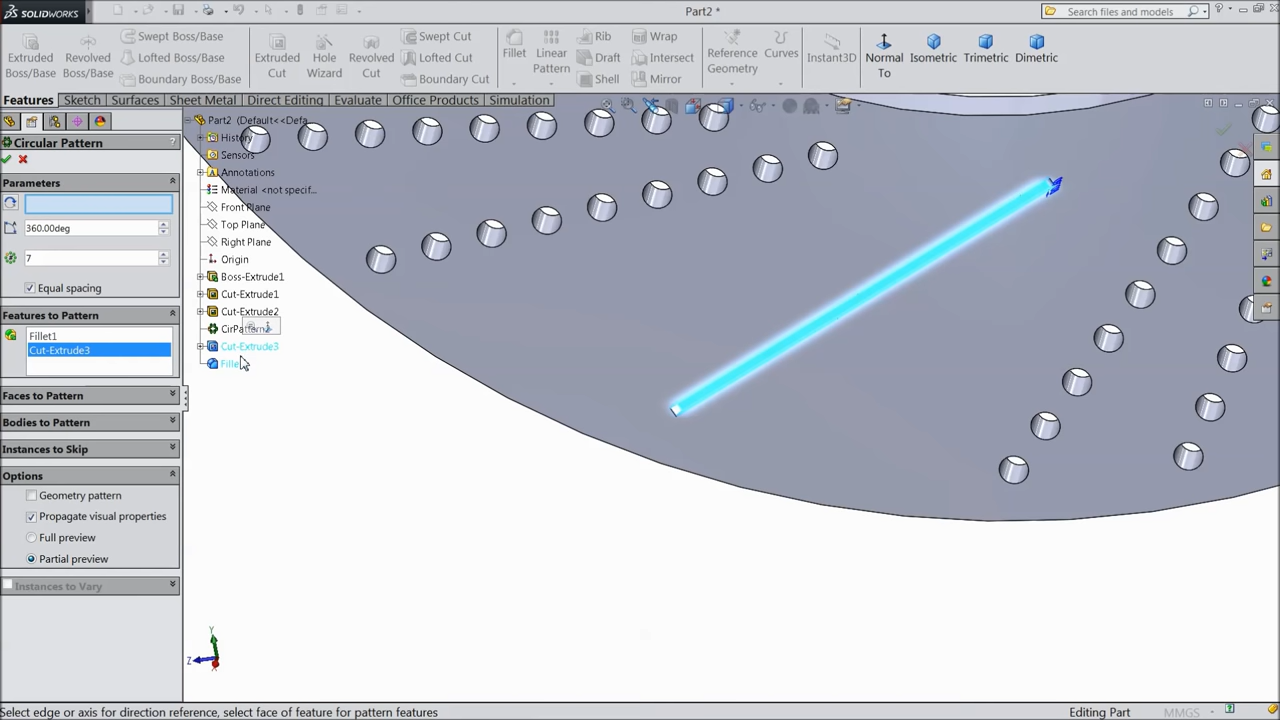 SOLIDWORKS
Part2 *
Search files and models
Extruded Boss/Base
Revolved Boss/Base
Swept Boss/Base
Lofted Boss/Base
Boundary Boss/Base
Extruded Cut
Hole Wizard
Revolved Cut
Swept Cut
Lofted Cut
Boundary Cut
Fillet
Linear Pattern
Rib
Draft
Shell
Wrap
Intersect
Mirror
Reference Geometry
Curves
Instant3D
Normal To
Isometric
Trimetric
Dimetric
Features
Sketch
Surfaces
Sheet Metal
Direct Editing
Evaluate
Office Products
Simulation
Circular Pattern
?
Parameters
360.00deg
7
Equal spacing
Features to Pattern
Fillet1
Cut-Extrude3
Faces to Pattern
Bodies to Pattern
Instances to Skip
Options
Geometry pattern
Propagate visual properties
Full preview
Partial preview
Instances to Vary
Part2 (Default<<Defa
History
Sensors
Annotations
Material <not specif...
Front Plane
Top Plane
Right Plane
Origin
Boss-Extrude1
Cut-Extrude1
Cut-Extrude2
Cut-Extrude3
Y
Z
X
Select edge or axis for direction reference, select face of feature for pattern features
Editing Part
MMGS